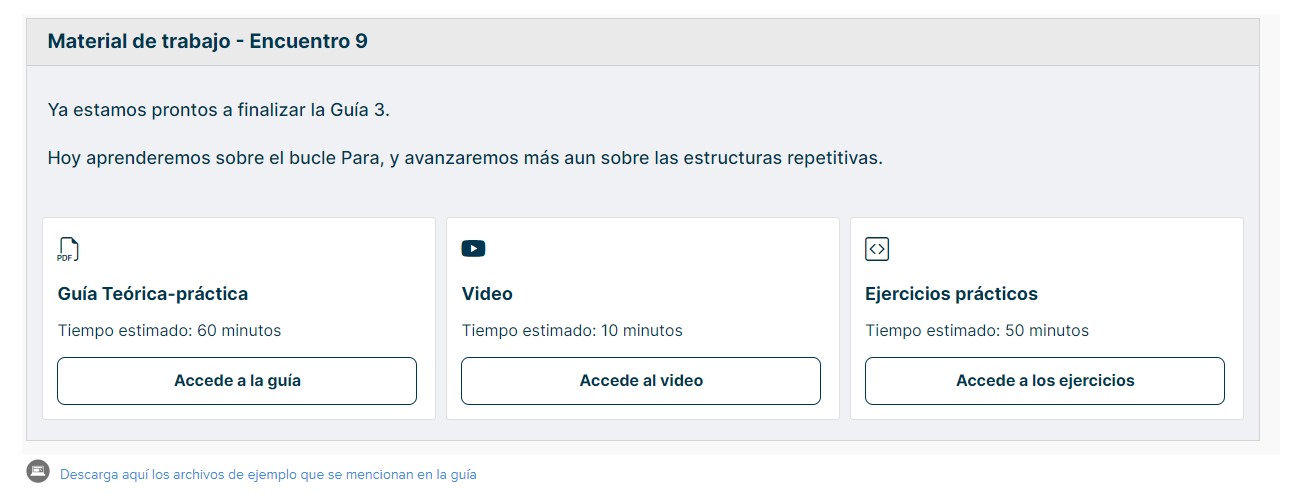 Material de trabajo - Encuentro 9
Ya estamos prontos a finalizar la Guía 3.
Hoy aprenderemos sobre el bucle Para, y avanzaremos más aun sobre las estructuras repetitivas.
PDF
Guía Teórica-práctica
Tiempo estimado: 60 minutos
Accede a la guía
Video
Tiempo estimado: 10 minutos
Accede al video
Ejercicios prácticos
Tiempo estimado: 50 minutos
Accede a los ejercicios
Descarga aquí los archivos de ejemplo que se mencionan en la guía